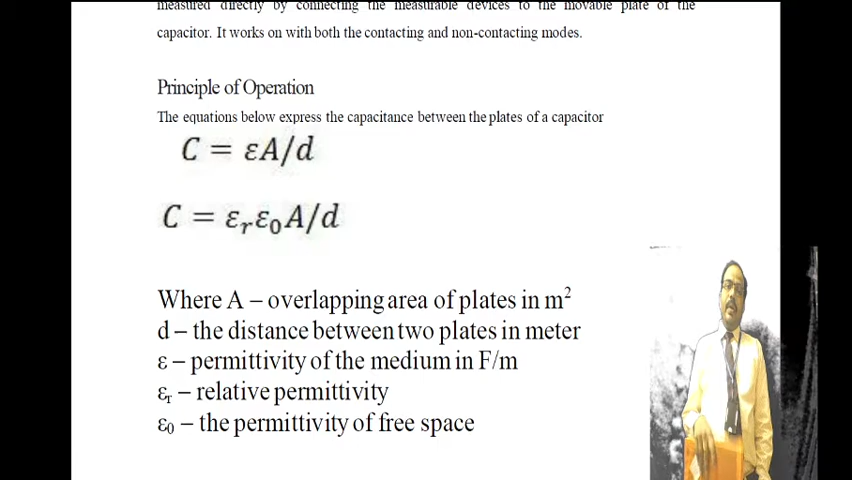 measured directly by connecting the measurable devices to the movable plate of the
capacitor. It works on with both the contacting and non-contacting modes.
Principle of Operation
The equations below express the capacitance between the plates of a capacitor
C = εA/d
C = εᵣε₀A/d
Where A – overlapping area of plates in m²
d – the distance between two plates in meter
ε – permittivity of the medium in F/m
εᵣ – relative permittivity
ε₀ – the permittivity of free space